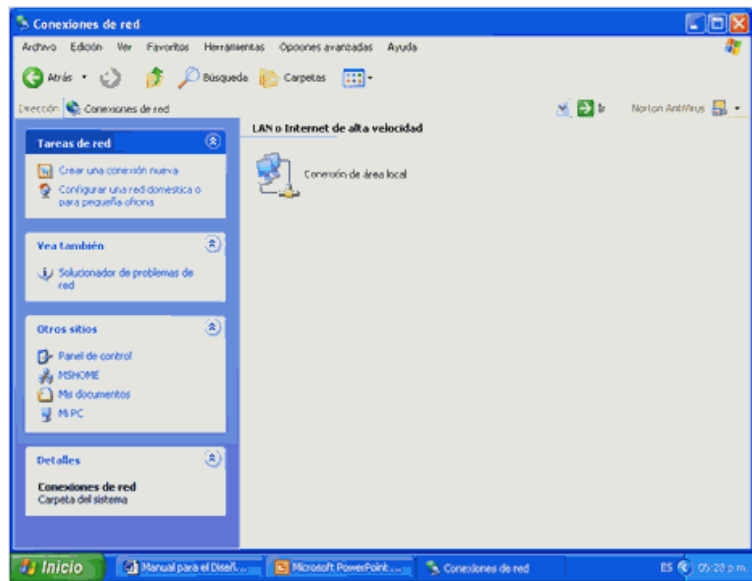 Conexiones de red
Archivo Edición Ver Favoritos Herramientas Opciones avanzadas Ayuda
Atrás Búsqueda Carpetas
Dirección Conexiones de red Ir Norton AntiVirus
LAN o Internet de alta velocidad
Tareas de red
Crear una conexión nueva
Conexión de área local
Configurar una red doméstica o
para pequeña oficina
Vea también
Solucionador de problemas de
red
Otros sitios
Panel de control
MSHOME
Mis documentos
Mi PC
Detalles
Conexiones de red
Carpeta del sistema
Inicio Manual para el Diseñ... Microsoft PowerPoint ... Conexiones de red ES 05:28 p.m.